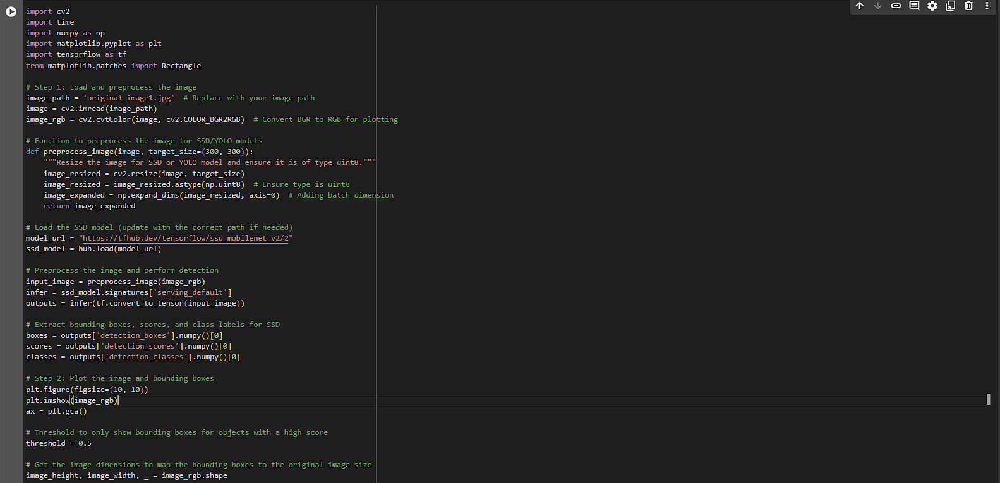 import cv2
import time
import numpy as np
import matplotlib.pyplot as plt
import tensorflow as tf
from matplotlib.patches import Rectangle

# Step 1: Load and preprocess the image
image_path = 'original_image1.jpg'  # Replace with your image path
image = cv2.imread(image_path)
image_rgb = cv2.cvtColor(image, cv2.COLOR_BGR2RGB)  # Convert BGR to RGB for plotting

# Function to preprocess the image for SSD/YOLO models
def preprocess_image(image, target_size=(300, 300)):
    """Resize the image for SSD or YOLO model and ensure it is of type uint8."""
    image_resized = cv2.resize(image, target_size)
    image_resized = image_resized.astype(np.uint8)  # Ensure type is uint8
    image_expanded = np.expand_dims(image_resized, axis=0)  # Adding batch dimension
    return image_expanded

# Load the SSD model (update with the correct path if needed)
model_url = "https://tfhub.dev/tensorflow/ssd_mobilenet_v2/2"
ssd_model = hub.load(model_url)

# Preprocess the image and perform detection
input_image = preprocess_image(image_rgb)
infer = ssd_model.signatures['serving_default']
outputs = infer(tf.convert_to_tensor(input_image))

# Extract bounding boxes, scores, and class labels for SSD
boxes = outputs['detection_boxes'].numpy()[0]
scores = outputs['detection_scores'].numpy()[0]
classes = outputs['detection_classes'].numpy()[0]

# Step 2: Plot the image and bounding boxes
plt.figure(figsize=(10, 10))
plt.imshow(image_rgb)
ax = plt.gca()

# Threshold to only show bounding boxes for objects with a high score
threshold = 0.5

# Get the image dimensions to map the bounding boxes to the original image size
image_height, image_width, _ = image_rgb.shape